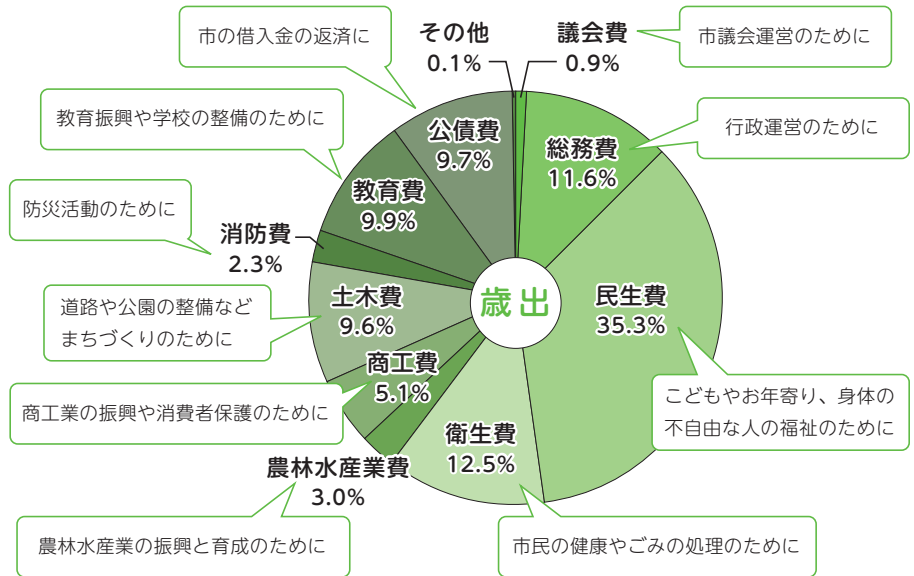 歳出
市の借入金の返済に
その他
0.1%
議会費
0.9%
市議会運営のために
総務費
11.6%
行政運営のために
民生費
35.3%
こどもやお年寄り、身体の
不自由な人の福祉のために
衛生費
12.5%
市民の健康やごみの処理のために
農林水産業費
3.0%
農林水産業の振興と育成のために
商工費
5.1%
商工業の振興や消費者保護のために
土木費
9.6%
道路や公園の整備など
まちづくりのために
消防費
2.3%
防災活動のために
教育費
9.9%
教育振興や学校の整備のために
公債費
9.7%